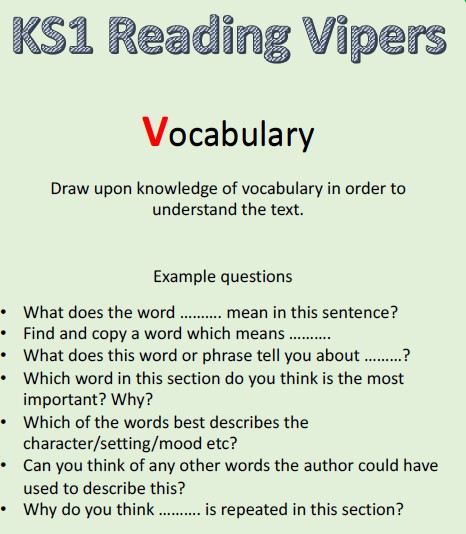 KS1 Reading Vipers
Vocabulary
Draw upon knowledge of vocabulary in order to
understand the text.
Example questions
• What does the word .......... mean in this sentence?
• Find and copy a word which means ..........
• What does this word or phrase tell you about .........?
• Which word in this section do you think is the most
important? Why?
• Which of the words best describes the
character/setting/mood etc?
• Can you think of any other words the author could have
used to describe this?
• Why do you think .......... is repeated in this section?